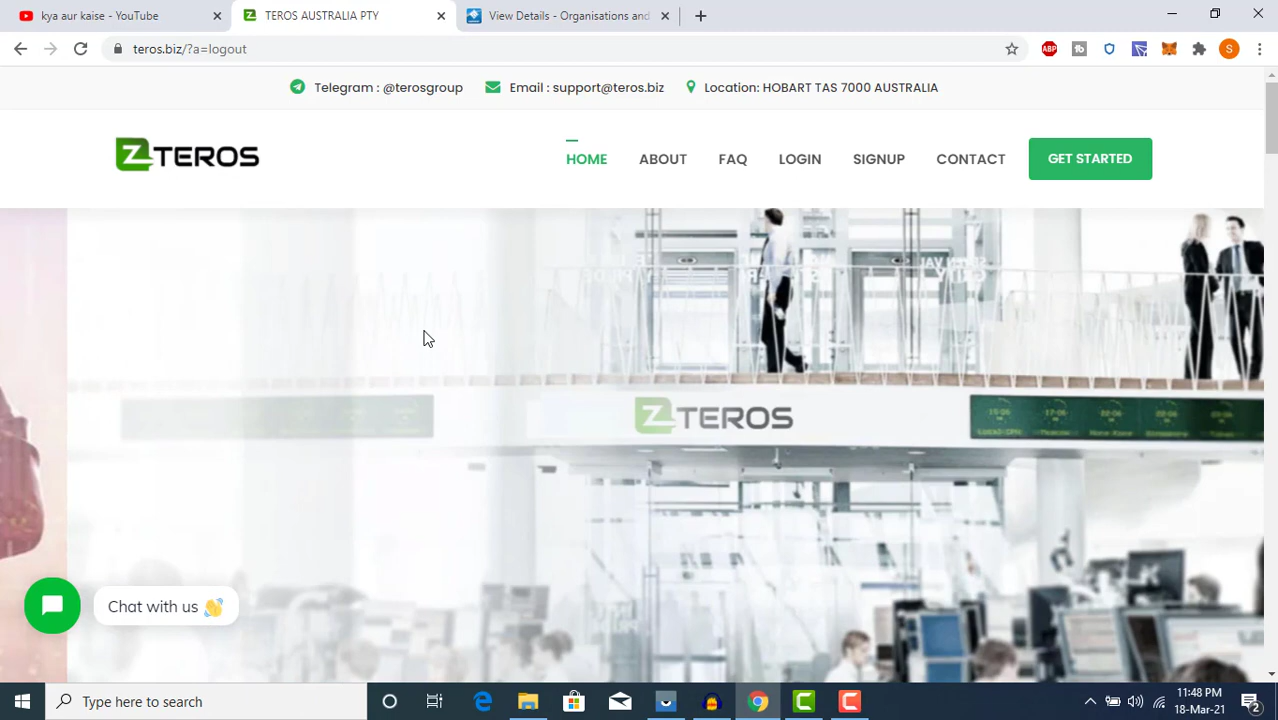 kya aur kaise - YouTube
TEROS AUSTRALIA PTY
View Details - Organisations and
teros.biz/?a=logout
ABP
S
Telegram : @terosgroup
Email : support@teros.biz
Location: HOBART TAS 7000 AUSTRALIA
Z TEROS
HOME
ABOUT
FAQ
LOGIN
SIGNUP
CONTACT
GET STARTED
Z TEROS
Chat with us 👋
Type here to search
11:48 PM
18-Mar-21
2